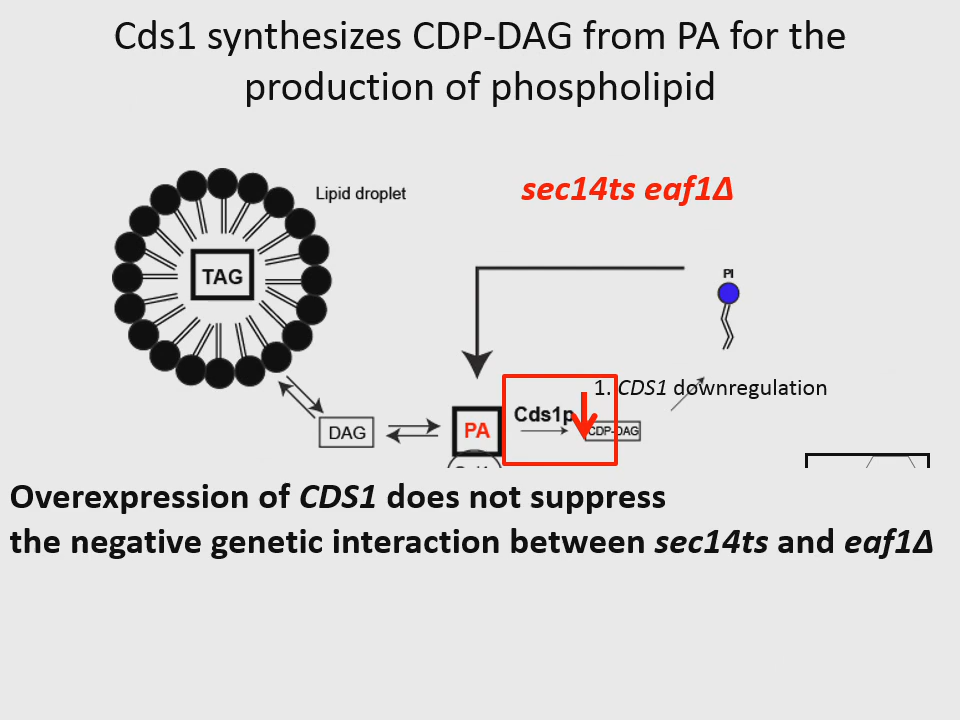 Cds1 synthesizes CDP-DAG from PA for the
production of phospholipid
Lipid droplet
sec14ts eaf1Δ
TAG
PI
1. CDS1 downregulation
Cds1p
DAG
PA
CDP-DAG
Overexpression of CDS1 does not suppress
the negative genetic interaction between sec14ts and eaf1Δ